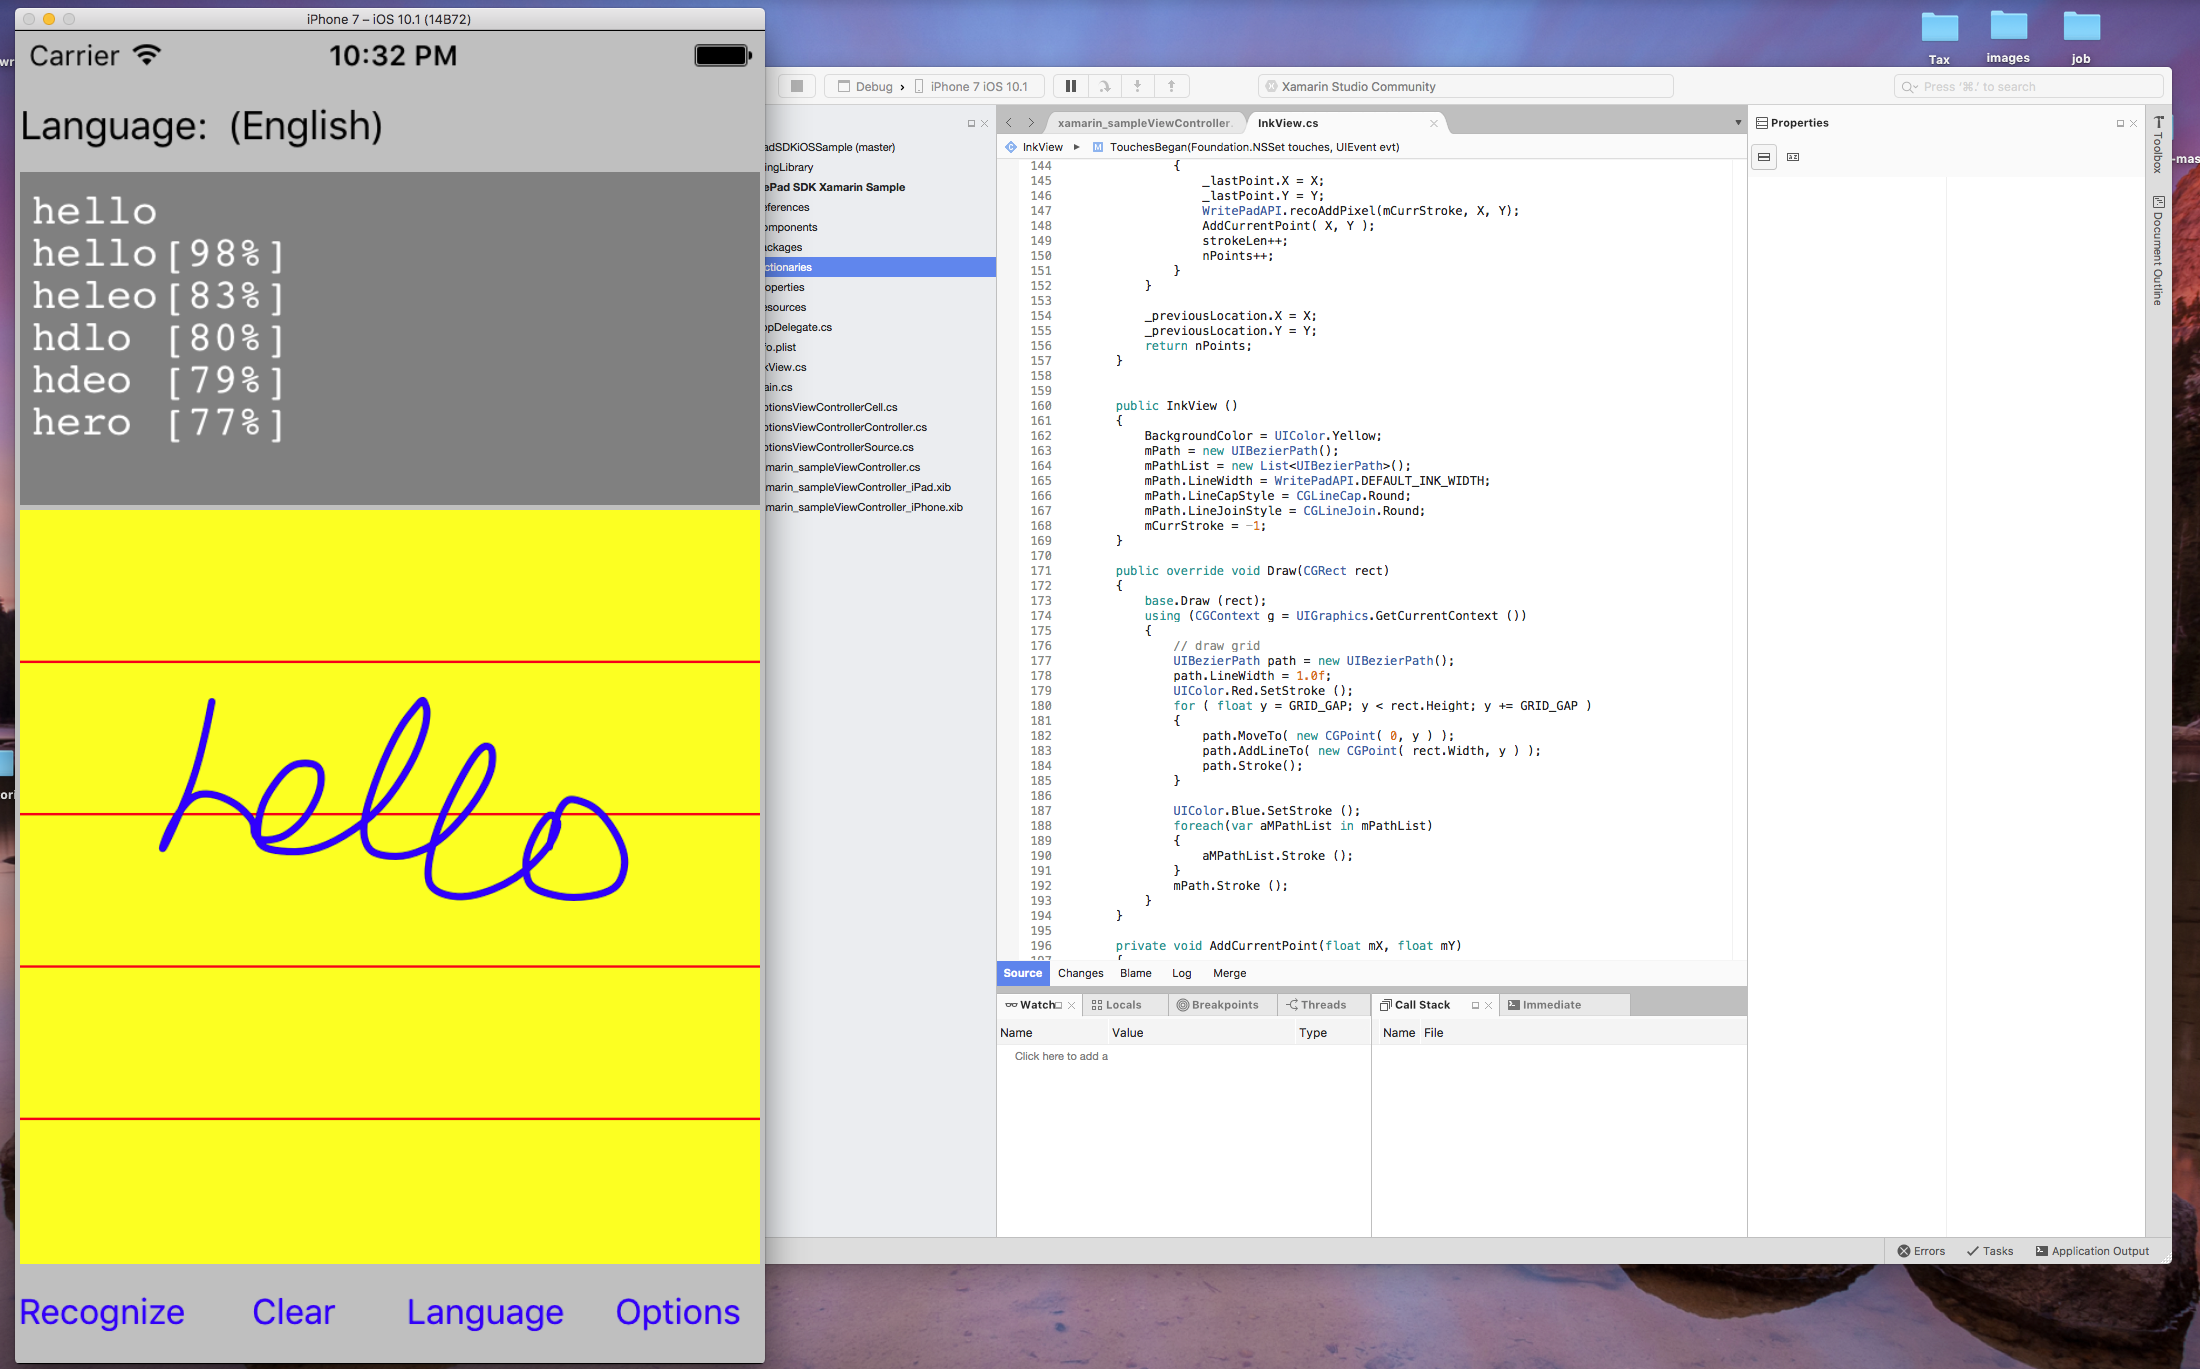 iPhone 7 – iOS 10.1 (14B72)
Carrier 10:32 PM
Language: (English)
hello
hello[98%]
heleo[83%]
hdlo [80%]
hdeo [79%]
hero [77%]
hello
Recognize Clear Language Options
Tax images job
Debug › iPhone 7 iOS 10.1
Xamarin Studio Community
Press '⌘.' to search
adSDKiOSSample (master)
ingLibrary
ePad SDK Xamarin Sample
eferences
omponents
ackages
ctionaries
operties
esources
opDelegate.cs
fo.plist
kView.cs
ain.cs
otionsViewControllerCell.cs
otionsViewControllerController.cs
otionsViewControllerSource.cs
marin_sampleViewController.cs
marin_sampleViewController_iPad.xib
marin_sampleViewController_iPhone.xib
xamarin_sampleViewController InkView.cs
InkView ▸ M TouchesBegan(Foundation.NSSet touches, UIEvent evt)
144 {
145 _lastPoint.X = X;
146 _lastPoint.Y = Y;
147 WritePadAPI.recoAddPixel(mCurrStroke, X, Y);
148 AddCurrentPoint( X, Y );
149 strokeLen++;
150 nPoints++;
151 }
152 }
153
154 _previousLocation.X = X;
155 _previousLocation.Y = Y;
156 return nPoints;
157 }
158
159
160 public InkView ()
161 {
162 BackgroundColor = UIColor.Yellow;
163 mPath = new UIBezierPath();
164 mPathList = new List<UIBezierPath>();
165 mPath.LineWidth = WritePadAPI.DEFAULT_INK_WIDTH;
166 mPath.LineCapStyle = CGLineCap.Round;
167 mPath.LineJoinStyle = CGLineJoin.Round;
168 mCurrStroke = -1;
169 }
170
171 public override void Draw(CGRect rect)
172 {
173 base.Draw (rect);
174 using (CGContext g = UIGraphics.GetCurrentContext ())
175 {
176 // draw grid
177 UIBezierPath path = new UIBezierPath();
178 path.LineWidth = 1.0f;
179 UIColor.Red.SetStroke ();
180 for ( float y = GRID_GAP; y < rect.Height; y += GRID_GAP )
181 {
182 path.MoveTo( new CGPoint( 0, y ) );
183 path.AddLineTo( new CGPoint( rect.Width, y ) );
184 path.Stroke();
185 }
186
187 UIColor.Blue.SetStroke ();
188 foreach(var aMPathList in mPathList)
189 {
190 aMPathList.Stroke ();
191 }
192 mPath.Stroke ();
193 }
194 }
195
196 private void AddCurrentPoint(float mX, float mY)
197 {
Source Changes Blame Log Merge
Watch Locals Breakpoints Threads Call Stack Immediate
Name Value Type Name File
Click here to add a
Properties
Toolbox
Document Outline
-mas
Errors Tasks Application Output
wr
ori